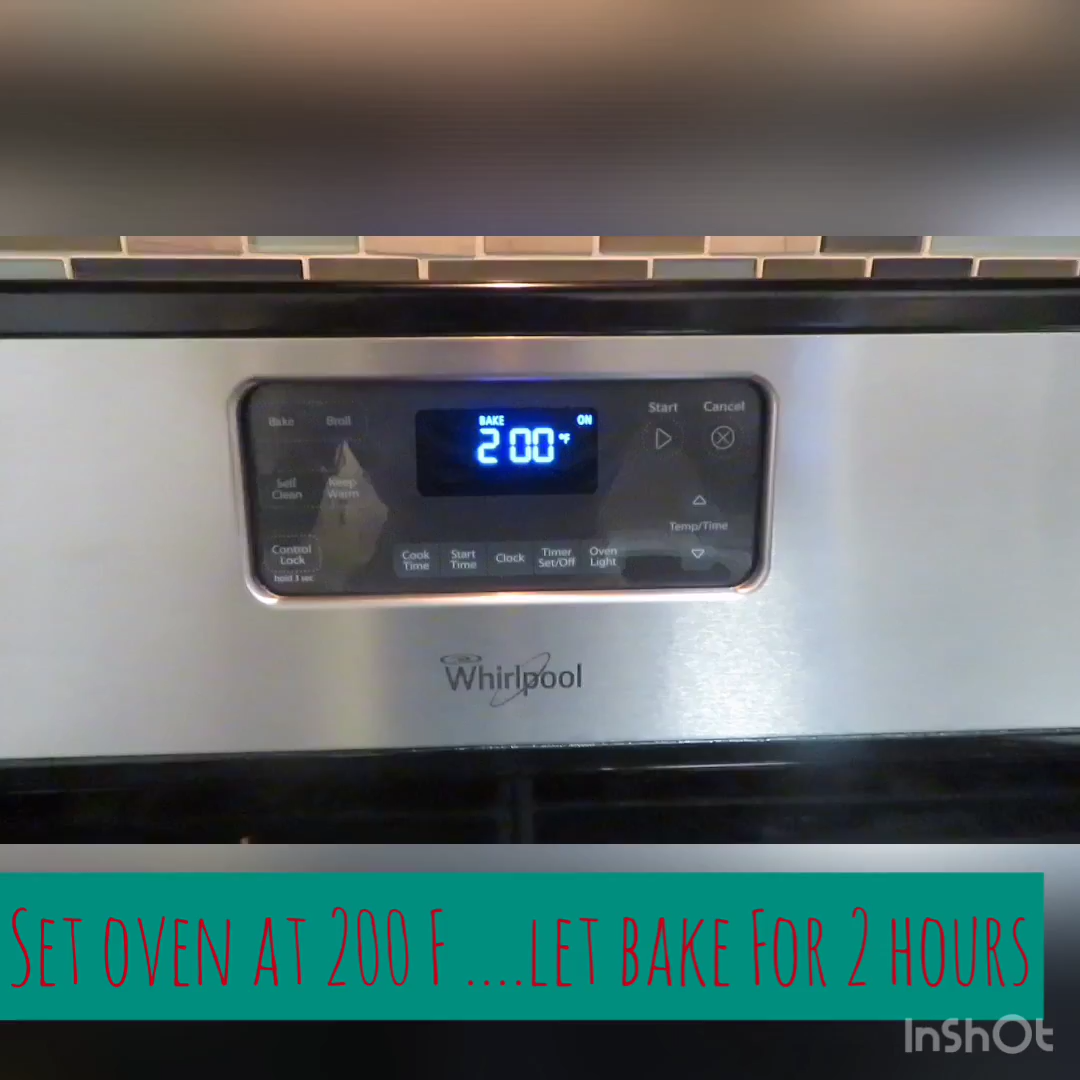 Bake Broil
BAKE ON
200 °F
Start Cancel
Self
Clean
Keep
Warm
Temp/Time
Control
Lock
hold 3 sec
Cook
Time
Start
Time
Clock
Timer
Set/Off
Oven
Light
Whirlpool
SET OVEN AT 200 F ....LET BAKE FOR 2 HOURS
InShOt